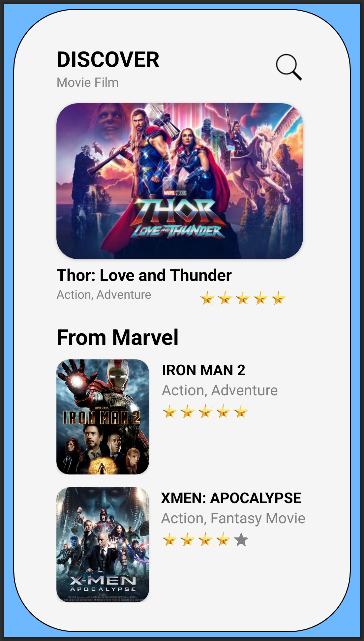 DISCOVER
Movie Film
MARVEL STUDIOS
THOR
LOVE AND THUNDER
Thor: Love and Thunder
Action, Adventure
From Marvel
IRON MAN 2
IRON MAN 2
Action, Adventure
XMEN: APOCALYPSE
Action, Fantasy Movie
X-MEN
APOCALYPSE